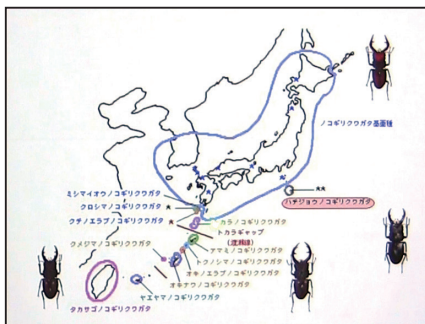 ノコギリクワガタ基亜種
ミシマイオウノコギリクワガタ
クロシマノコギリクワガタ
クチノエラブノコギリクワガタ
**
ハチジョウノコギリクワガタ
トカラノコギリクワガタ
トカラギャップ
(渡瀬線)
クメジマノコギリクワガタ
アマミノコギリクワガタ
トクノシマノコギリクワガタ
オキノエラブノコギリクワガタ
オキナワノコギリクワガタ
ヤエヤマノコギリクワガタ
タカサゴノコギリクワガタ